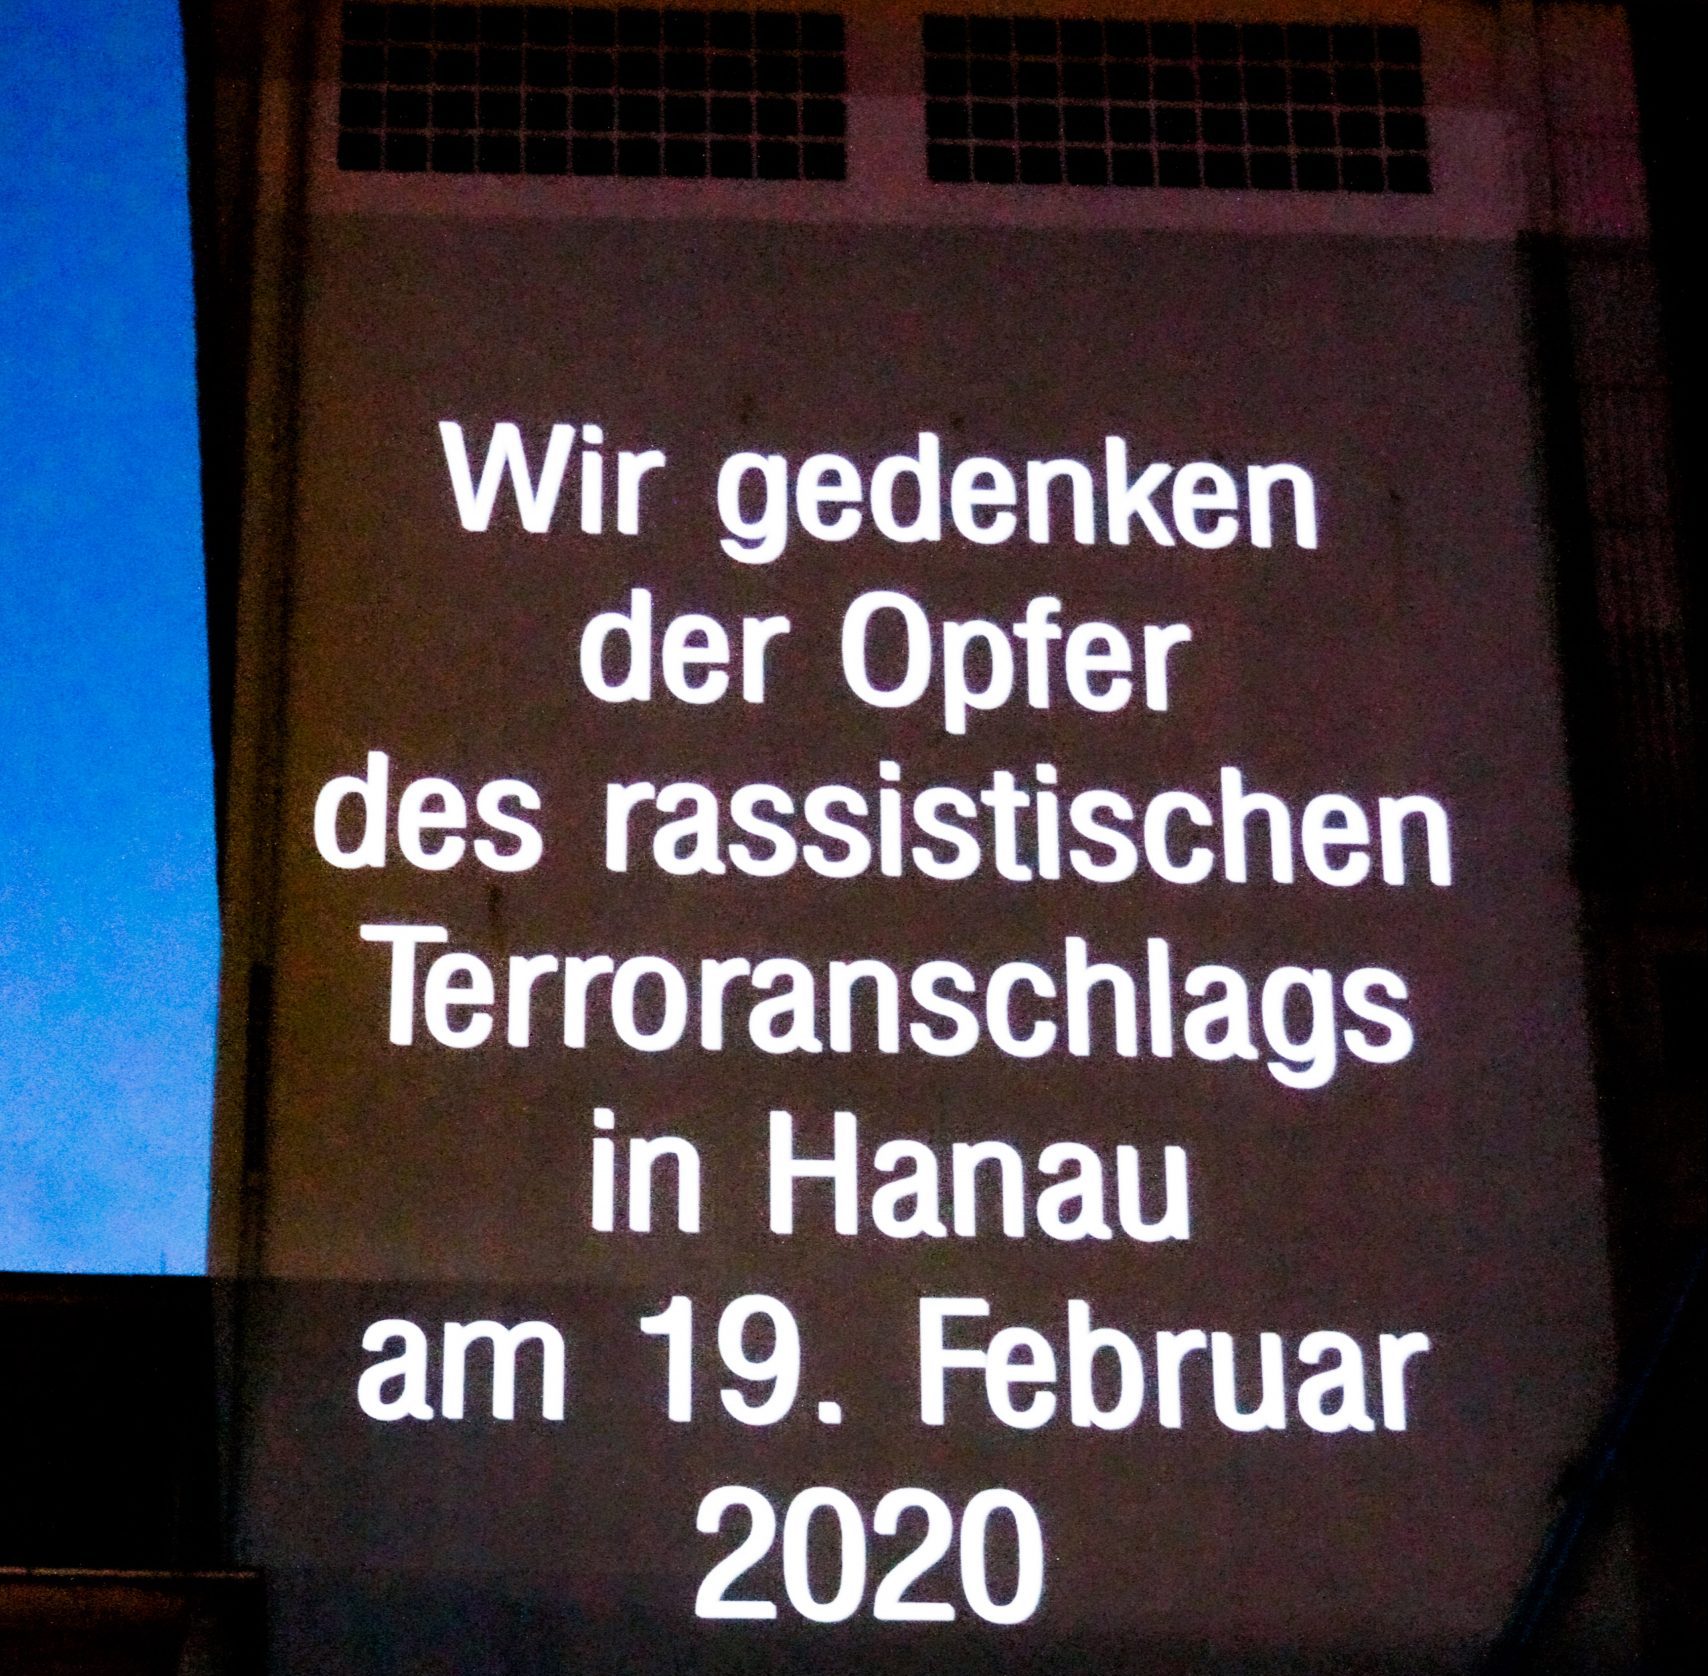 Wir gedenken
der Opfer
des rassistischen
Terroranschlags
in Hanau
am 19. Februar
2020